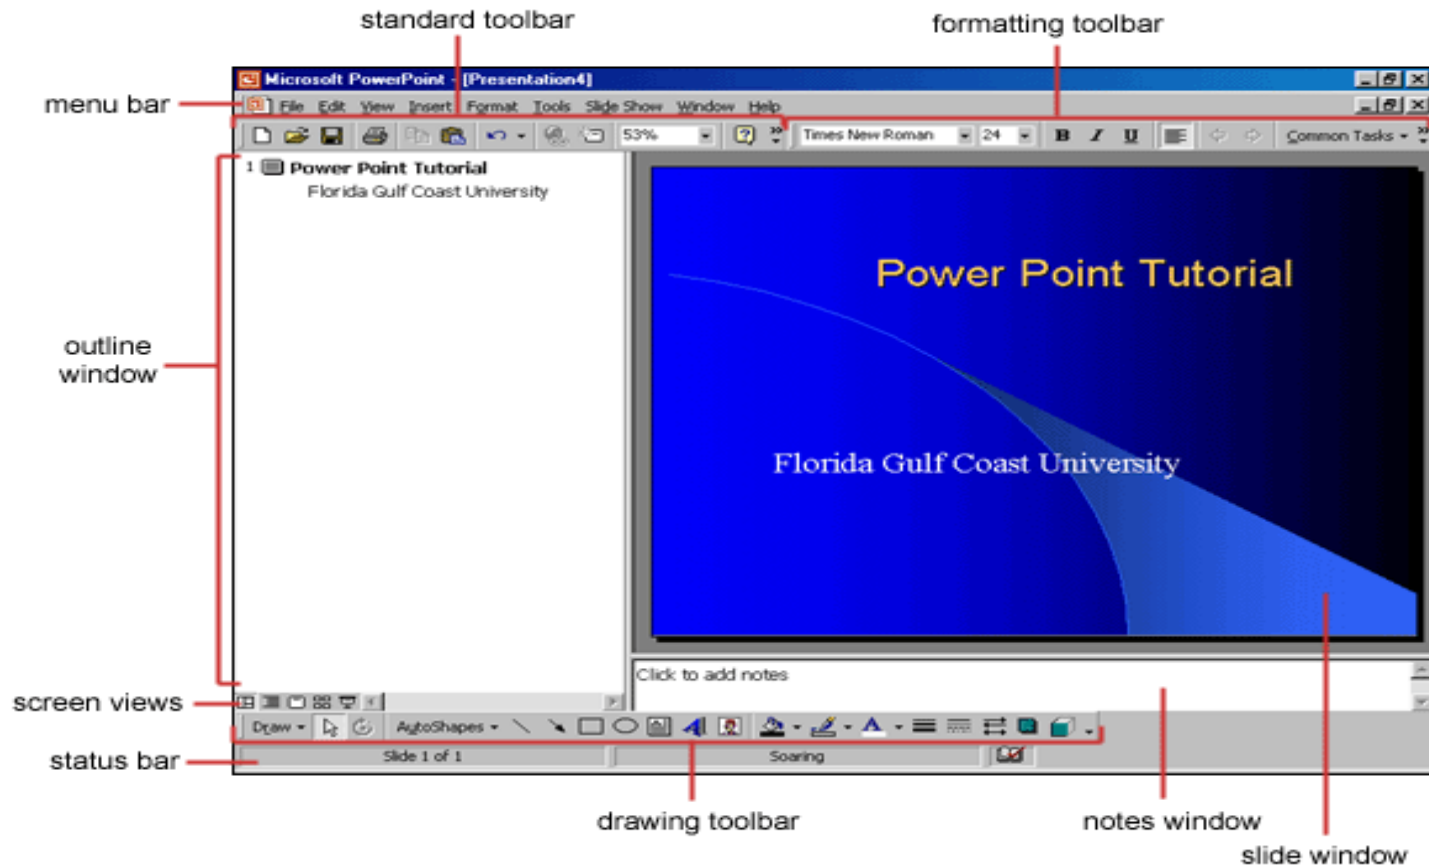 standard toolbar
formatting toolbar
Microsoft PowerPoint - [Presentation4]
menu bar
File Edit View Insert Format Tools Slide Show Window Help
53%
Times New Roman 24 B I U Common Tasks
1 Power Point Tutorial
Florida Gulf Coast University
Power Point Tutorial
outline
window
Florida Gulf Coast University
Click to add notes
screen views
Draw AutoShapes
status bar
Slide 1 of 1 Soaring
drawing toolbar
notes window
slide window